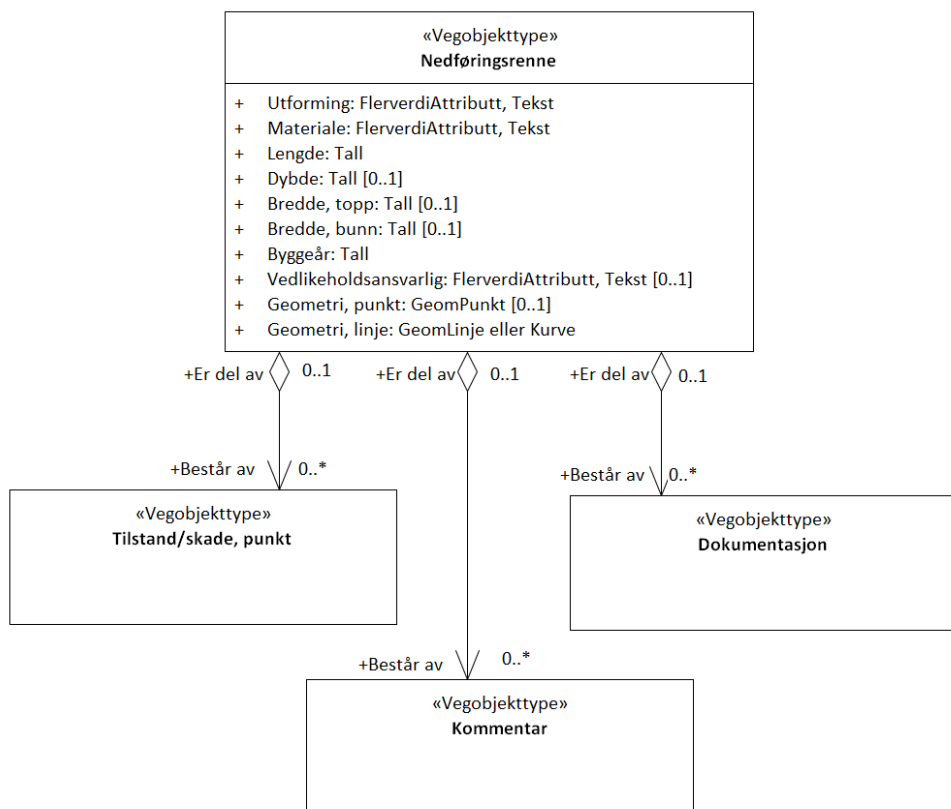 «Vegobjekttype»
Nedføringsrenne
+ Utforming: FlerverdiAttributt, Tekst
+ Materiale: FlerverdiAttributt, Tekst
+ Lengde: Tall
+ Dybde: Tall [0..1]
+ Bredde, topp: Tall [0..1]
+ Bredde, bunn: Tall [0..1]
+ Byggeår: Tall
+ Vedlikeholdsansvarlig: FlerverdiAttributt, Tekst [0..1]
+ Geometri, punkt: GeomPunkt [0..1]
+ Geometri, linje: GeomLinje eller Kurve
+Er del av 0..1 +Er del av 0..1 +Er del av 0..1
+Består av 0..* +Består av 0..*
«Vegobjekttype»
Tilstand/skade, punkt
«Vegobjekttype»
Dokumentasjon
+Består av 0..*
«Vegobjekttype»
Kommentar